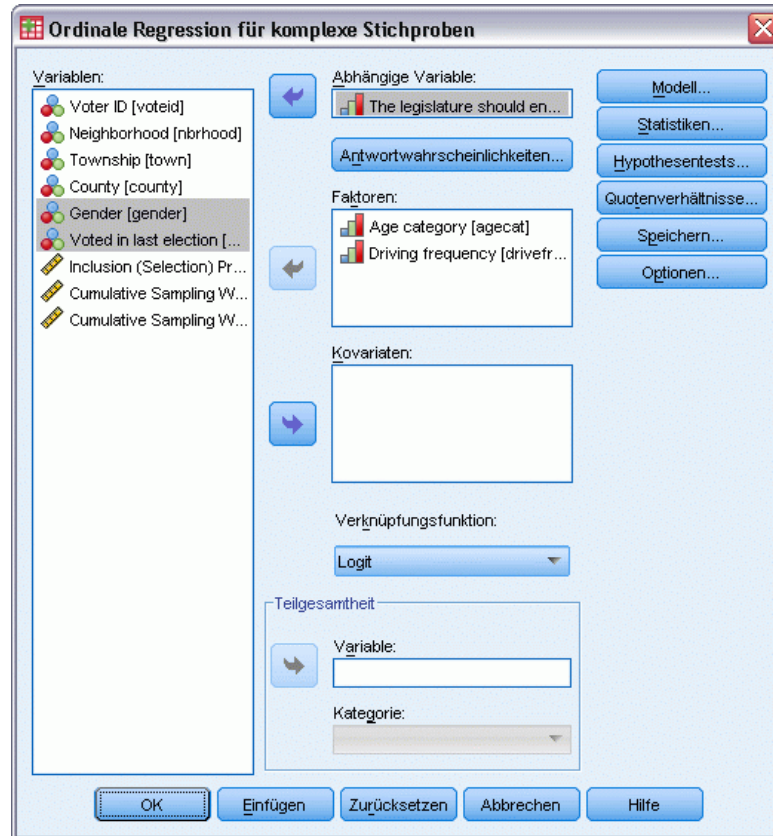 Ordinale Regression für komplexe Stichproben
Variablen:
Voter ID [voteid]
Neighborhood [nbrhood]
Township [town]
County [county]
Gender [gender]
Voted in last election [...
Inclusion (Selection) Pr...
Cumulative Sampling W...
Cumulative Sampling W...
Abhängige Variable:
The legislature should en...
Antwortwahrscheinlichkeiten...
Faktoren:
Age category [agecat]
Driving frequency [drivefr...
Kovariaten:
Verknüpfungsfunktion:
Logit
Teilgesamtheit
Variable:
Kategorie:
Modell...
Statistiken...
Hypothesentests...
Quotenverhältnisse...
Speichern...
Optionen...
OK
Einfügen
Zurücksetzen
Abbrechen
Hilfe